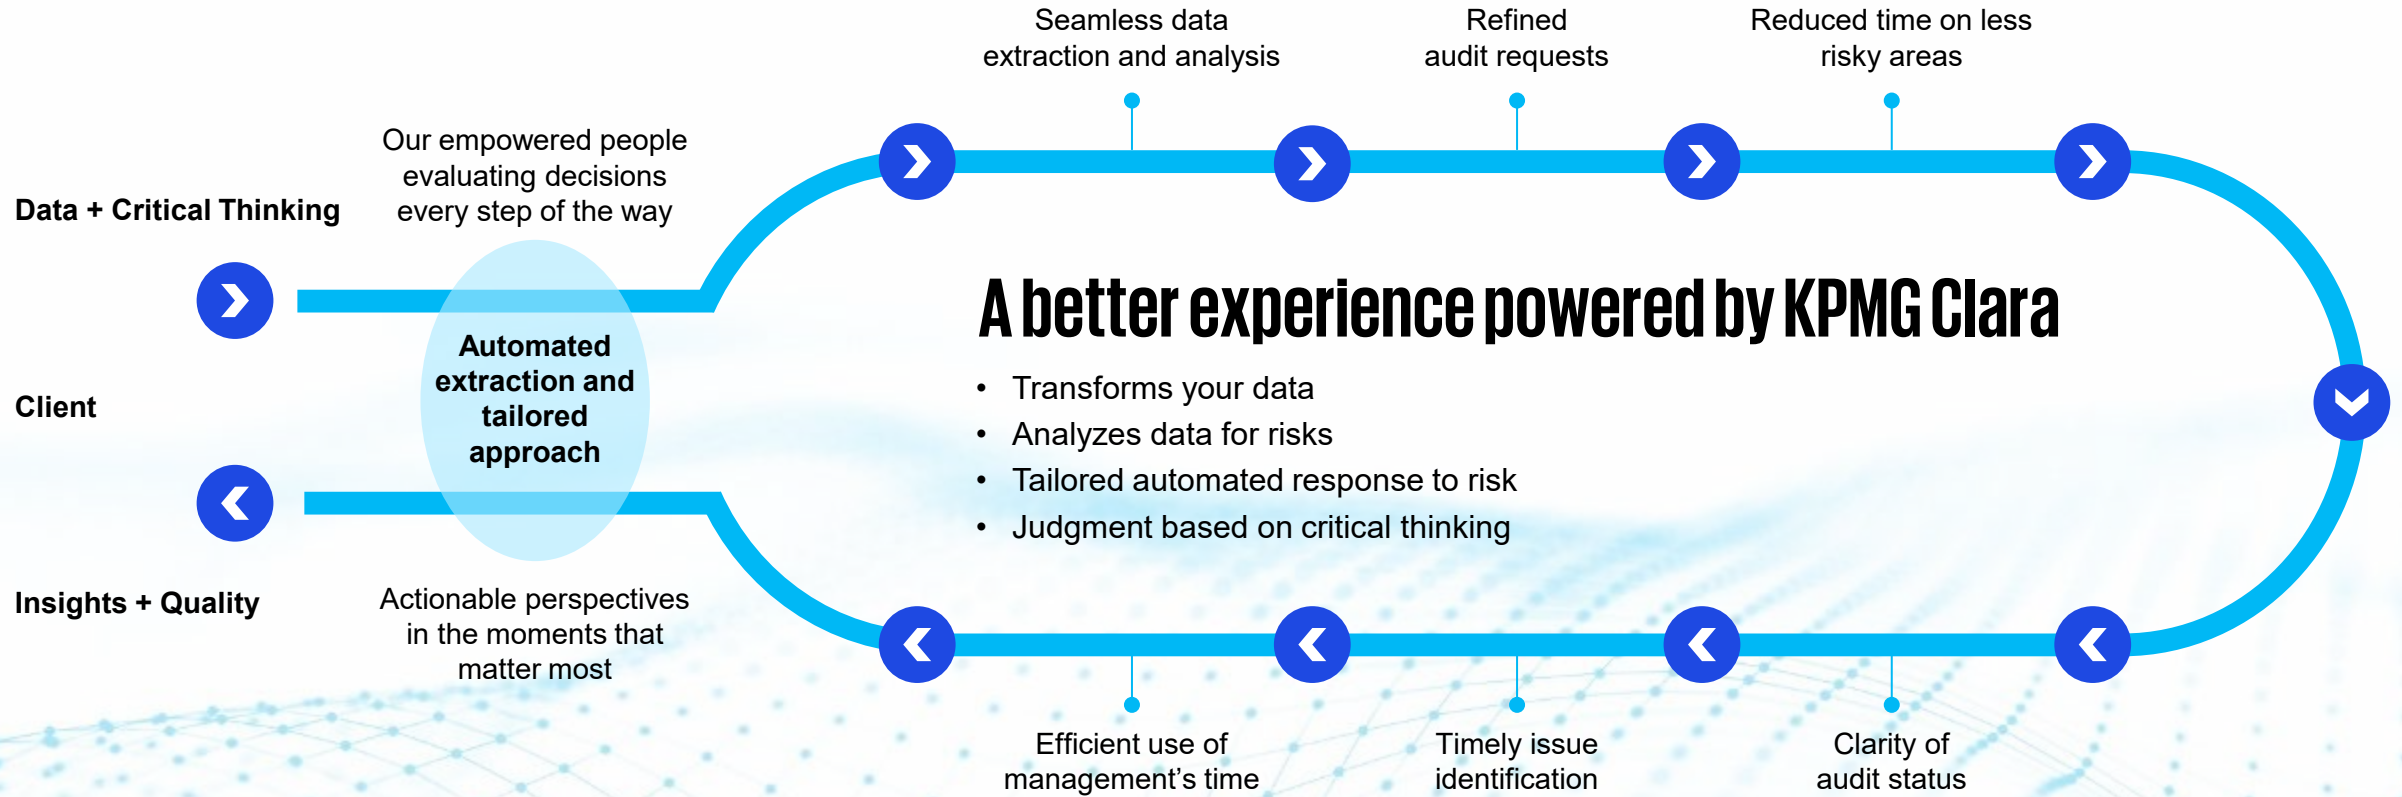 Seamless data
extraction and analysis
Refined
audit requests
Reduced time on less
risky areas
Our empowered people
evaluating decisions
every step of the way
Data + Critical Thinking
Automated
extraction and
tailored
approach
Client
A better experience powered by KPMG Clara
• Transforms your data
• Analyzes data for risks
• Tailored automated response to risk
• Judgment based on critical thinking
Insights + Quality
Actionable perspectives
in the moments that
matter most
Efficient use of
management’s time
Timely issue
identification
Clarity of
audit status